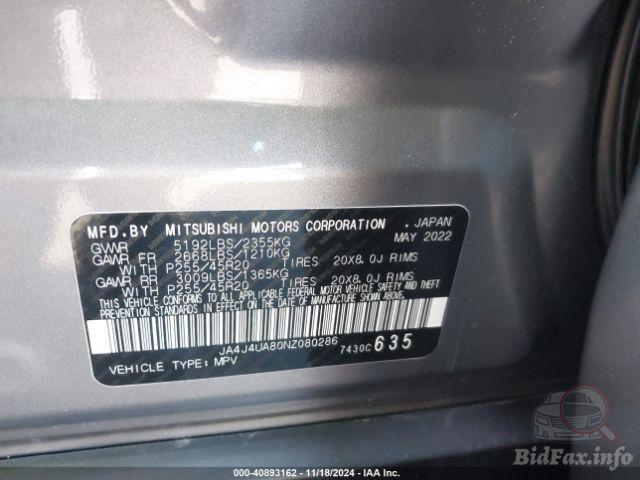 MFD.BY MITSUBISHI MOTORS CORPORATION . JAPAN
GVWR 5192LBS/2355KG MAY 2022
GAWR FR 2668LBS/1210KG
WITH P255/45R20 TIRES 20X8.0J RIMS
GAWR RR 3009LBS/1365KG
WITH P255/45R20 TIRES 20X8.0J RIMS
THIS VEHICLE CONFORMS TO ALL APPLICABLE FEDERAL MOTOR VEHICLE SAFETY, BUMPER AND THEFT
PREVENTION STANDARDS IN EFFECT ON THE DATE OF MANUFACTURE SHOWN ABOVE.
JA4J4UA80NZ080286 7430C 635
VEHICLE TYPE: MPV
BidFax.info
000-40893162 - 11/18/2024 - IAA Inc.